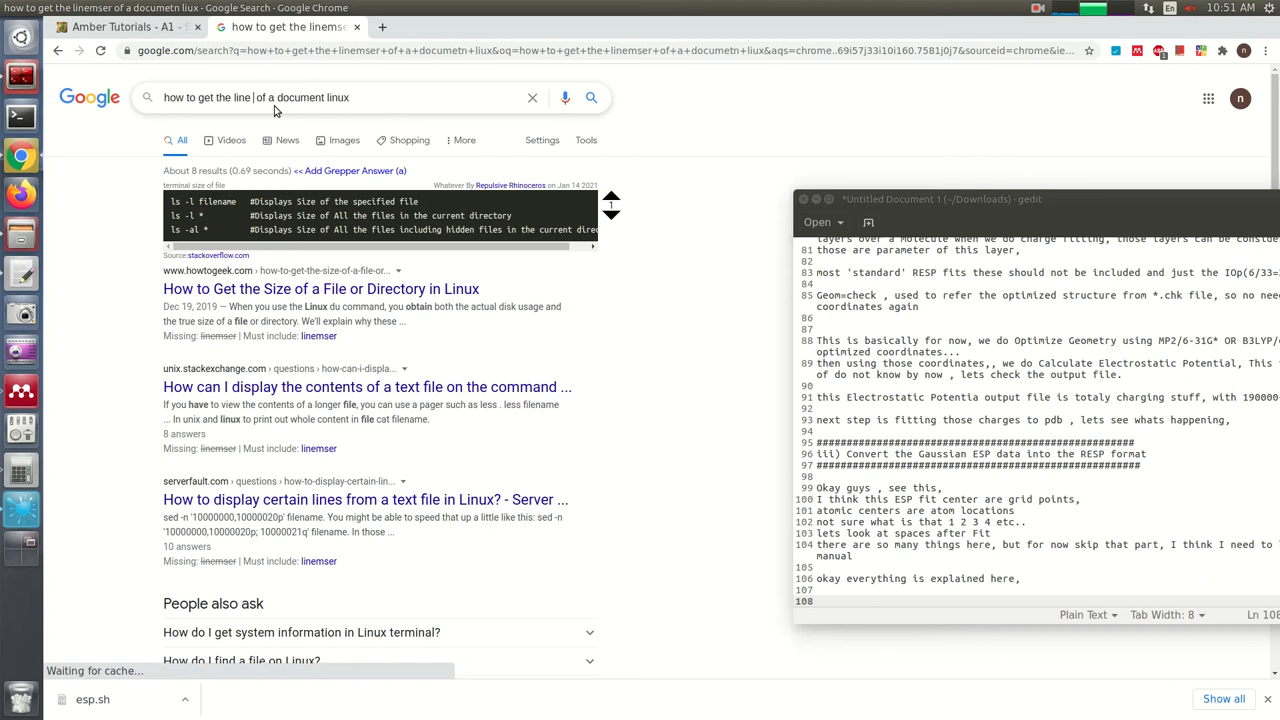 how to get the linemser of a documetn liux - Google Search - Google Chrome
En
10:51 AM
Amber Tutorials - A1 - S
how to get the linemse
google.com/search?q=how+to+get+the+linemser+of+a+documetn+liux&oq=how+to+get+the+linemser+of+a+documetn+liux&aqs=chrome..69i57j33i10i160.7581j0j7&sourceid=chrome&ie...
Google
how to get the line of a document linux
n
All
Videos
News
Images
Shopping
More
Settings
Tools
About 8 results (0.69 seconds) << Add Grepper Answer (a)
terminal size of file
Whatever By Repulsive Rhinoceros on Jan 14 2021
ls -l filename #Displays Size of the specified file
ls -l * #Displays Size of All the files in the current directory
ls -al * #Displays Size of All the files including hidden files in the current direc
1
Source:stackoverflow.com
www.howtogeek.com › how-to-get-the-size-of-a-file-or...
How to Get the Size of a File or Directory in Linux
Dec 19, 2019 — When you use the Linux du command, you obtain both the actual disk usage and
the true size of a file or directory. We'll explain why these ...
Missing: linemser | Must include: linemser
unix.stackexchange.com › questions › how-can-i-displa...
How can I display the contents of a text file on the command ...
If you have to view the contents of a longer file, you can use a pager such as less . less filename
... In unix and linux to print out whole content in file cat filename.
8 answers
Missing: linemser | Must include: linemser
serverfault.com › questions › how-to-display-certain-lin...
How to display certain lines from a text file in Linux? - Server ...
sed -n '10000000,10000020p' filename. You might be able to speed that up a little like this: sed -n
'10000000,10000020p; 10000021q' filename. In those ...
10 answers
Missing: linemser | Must include: linemser
People also ask
How do I get system information in Linux terminal?
How do I find a file on Linux?
Waiting for cache...
esp.sh
Show all
*Untitled Document 1 (~/Downloads) - gedit
Open
layers over a Molecule when we do charge fitting, those layers can be consid
81 those are parameter of this layer,
82
83 most 'standard' RESP fits these should not be included and just the IOp(6/33=
84
85 Geom=check , used to refer the optimized structure from *.chk file, so no nee
coordinates again
86
87
88 This is basically for now, we do Optimize Geometry using MP2/6-31G* OR B3LYP/
optimized coordinates...
89 then using those coordinates,, we do Calculate Electrostatic Potential, This
of do not know by now , lets check the output file.
90
91 this Electrostatic Potentia output file is totaly charging stuff, with 190000
92
93 next step is fitting those charges to pdb , lets see whats happening,
94
95 #####################################################
96 iii) Convert the Gaussian ESP data into the RESP format
97 ######################################################
98
99 Okay guys , see this,
100 I think this ESP fit center are grid points,
101 atomic centers are atom locations
102 not sure what is that 1 2 3 4 etc..
103 lets look at spaces after Fit
104 there are so many things here, but for now skip that part, I think I need to
manual
105
106 okay everything is explained here,
107
108
Plain Text
Tab Width: 8
Ln 108